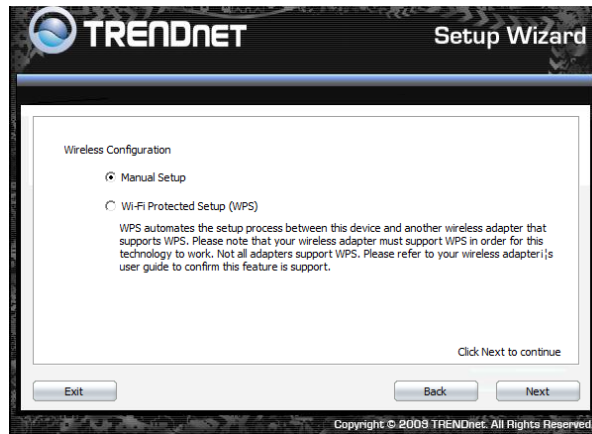 TRENDnet
Setup Wizard
Wireless Configuration
Manual Setup
Wi-Fi Protected Setup (WPS)
WPS automates the setup process between this device and another wireless adapter that
supports WPS. Please note that your wireless adapter must support WPS in order for this
technology to work. Not all adapters support WPS. Please refer to your wireless adapteri¦s
user guide to confirm this feature is support.
Click Next to continue
Exit
Back
Next
Copyright © 2009 TRENDnet. All Rights Reserved